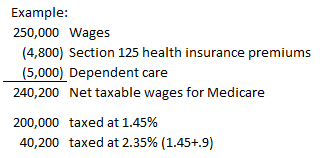 Example:
250,000 Wages
(4,800) Section 125 health insurance premiums
(5,000) Dependent care
240,200 Net taxable wages for Medicare
200,000 taxed at 1.45%
40,200 taxed at 2.35% (1.45+.9)